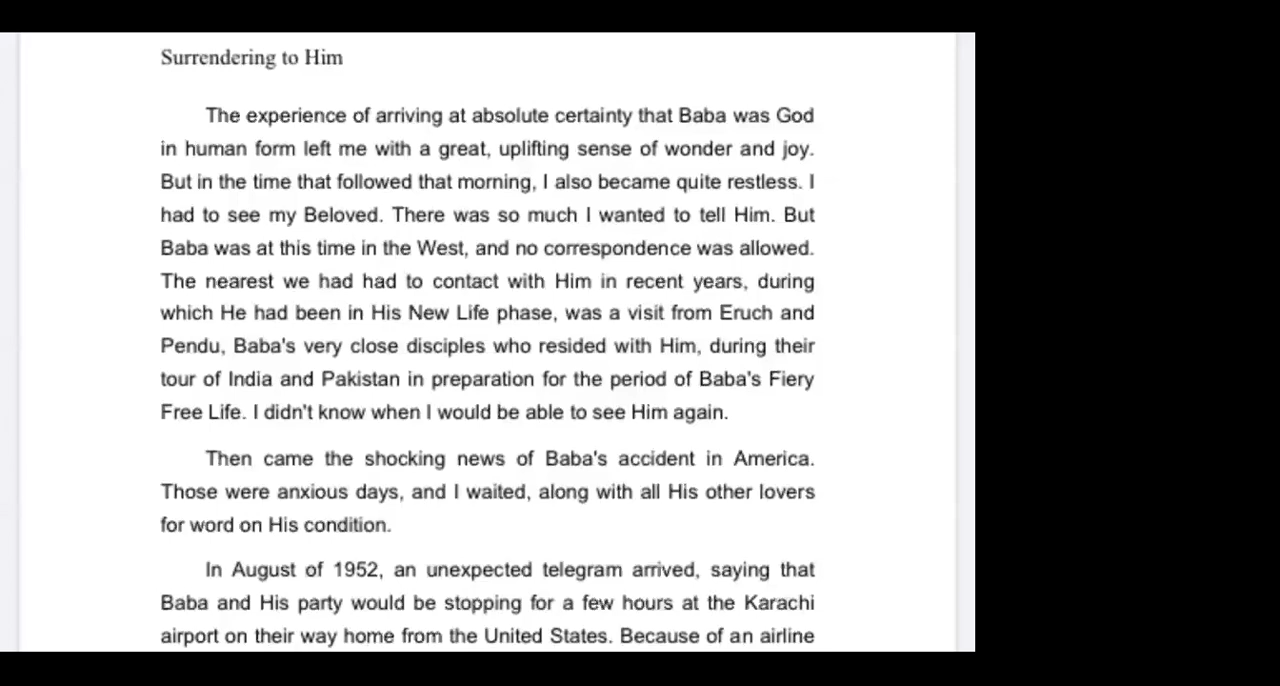 Surrendering to Him
The experience of arriving at absolute certainty that Baba was God
in human form left me with a great, uplifting sense of wonder and joy.
But in the time that followed that morning, I also became quite restless. I
had to see my Beloved. There was so much I wanted to tell Him. But
Baba was at this time in the West, and no correspondence was allowed.
The nearest we had had to contact with Him in recent years, during
which He had been in His New Life phase, was a visit from Eruch and
Pendu, Baba's very close disciples who resided with Him, during their
tour of India and Pakistan in preparation for the period of Baba's Fiery
Free Life. I didn't know when I would be able to see Him again.
Then came the shocking news of Baba's accident in America.
Those were anxious days, and I waited, along with all His other lovers
for word on His condition.
In August of 1952, an unexpected telegram arrived, saying that
Baba and His party would be stopping for a few hours at the Karachi
airport on their way home from the United States. Because of an airline